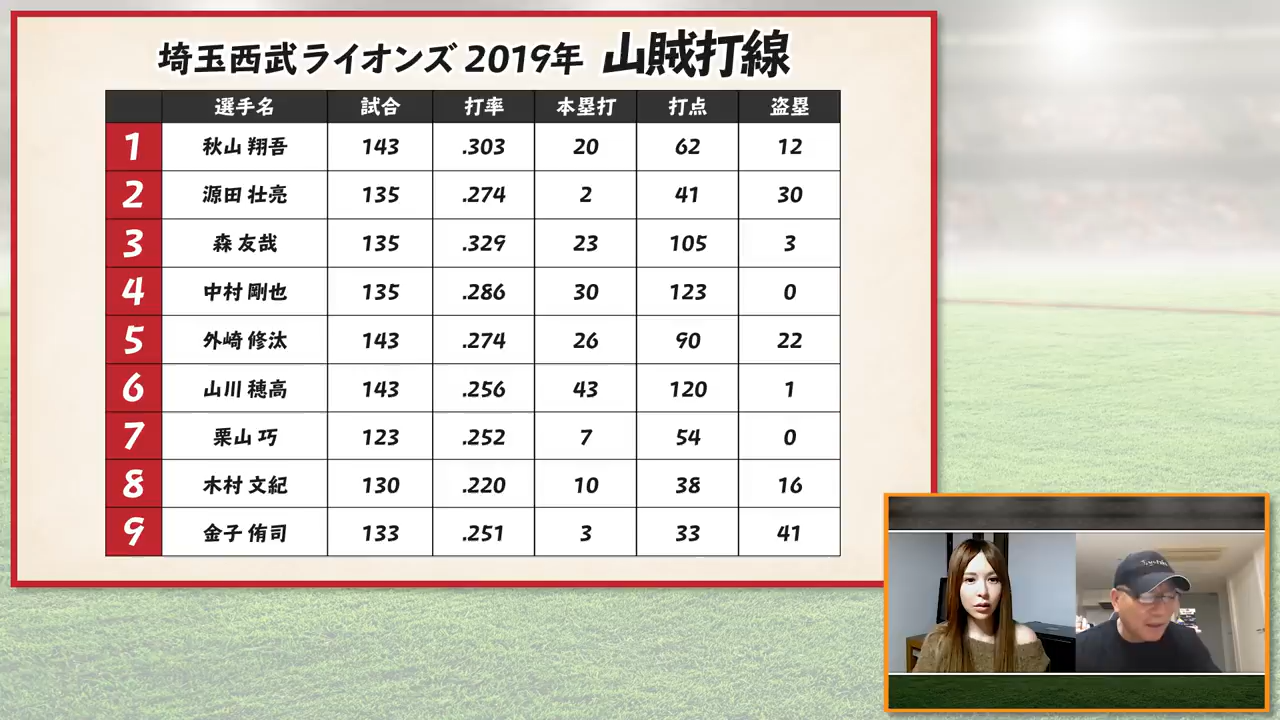 埼玉西武ライオンズ 2019年 山賊打線
選手名 試合 打率 本塁打 打点 盗塁
1 秋山 翔吾 143 .303 20 62 12
2 源田 壮亮 135 .274 2 41 30
3 森 友哉 135 .329 23 105 3
4 中村 剛也 135 .286 30 123 0
5 外崎 修汰 143 .274 26 90 22
6 山川 穂高 143 .256 43 120 1
7 栗山 巧 123 .252 7 54 0
8 木村 文紀 130 .220 10 38 16
9 金子 侑司 133 .251 3 33 41